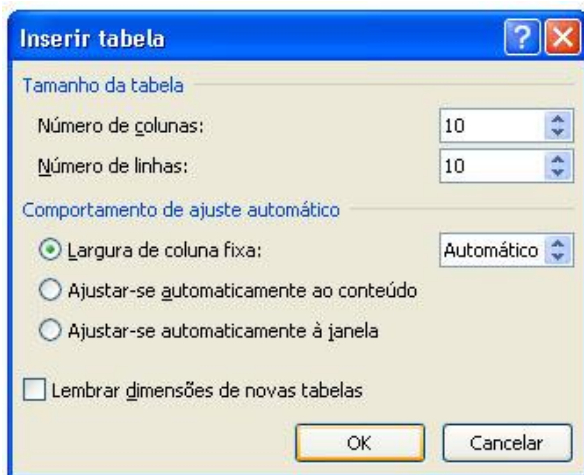 Inserir tabela
Tamanho da tabela
Número de colunas: 10
Número de linhas: 10
Comportamento de ajuste automático
Largura de coluna fixa: Automático
Ajustar-se automaticamente ao conteúdo
Ajustar-se automaticamente à janela
Lembrar dimensões de novas tabelas
OK Cancelar